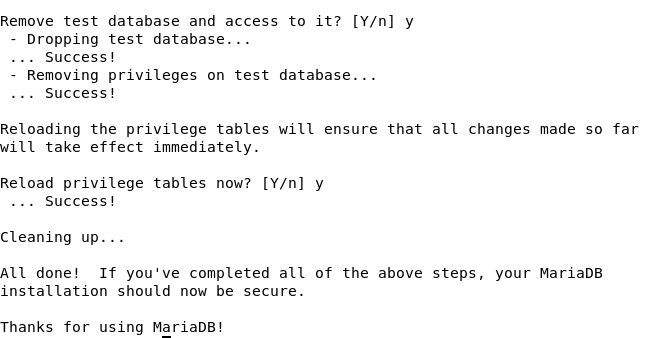 Remove test database and access to it? [Y/n] y
 - Dropping test database...
 ... Success!
 - Removing privileges on test database...
 ... Success!
Reloading the privilege tables will ensure that all changes made so far
will take effect immediately.
Reload privilege tables now? [Y/n] y
 ... Success!
Cleaning up...
All done!  If you've completed all of the above steps, your MariaDB
installation should now be secure.
Thanks for using MariaDB!